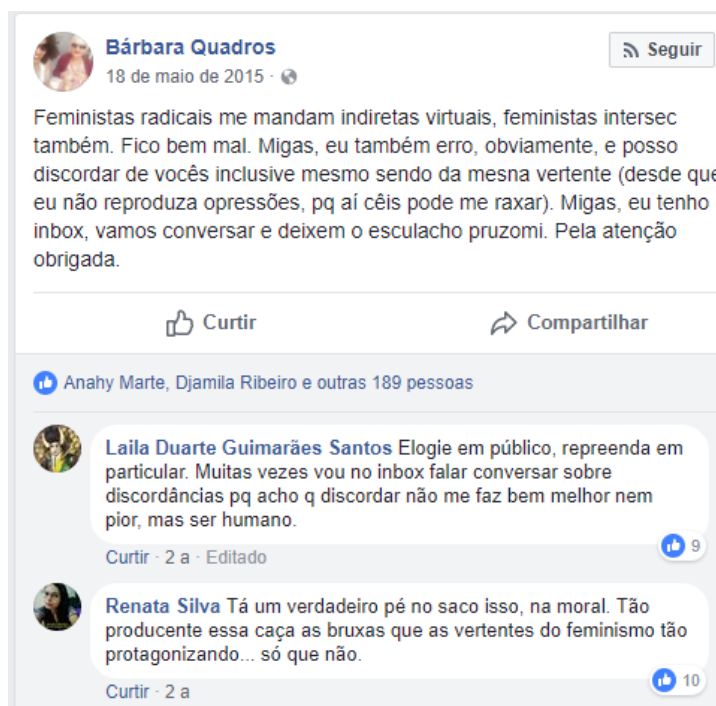 Bárbara Quadros
Seguir
18 de maio de 2015 ·
Feministas radicais me mandam indiretas virtuais, feministas intersec
também. Fico bem mal. Migas, eu também erro, obviamente, e posso
discordar de vocês inclusive mesmo sendo da mesna vertente (desde que
eu não reproduza opressões, pq aí cêis pode me raxar). Migas, eu tenho
inbox, vamos conversar e deixem o esculacho pruzomi. Pela atenção
obrigada.
Curtir
Compartilhar
Anahy Marte, Djamila Ribeiro e outras 189 pessoas
Laila Duarte Guimarães Santos Elogie em público, repreenda em
particular. Muitas vezes vou no inbox falar conversar sobre
discordâncias pq acho q discordar não me faz bem melhor nem
pior, mas ser humano.
9
Curtir · 2 a · Editado
Renata Silva Tá um verdadeiro pé no saco isso, na moral. Tão
producente essa caça as bruxas que as vertentes do feminismo tão
protagonizando... só que não.
10
Curtir · 2 a